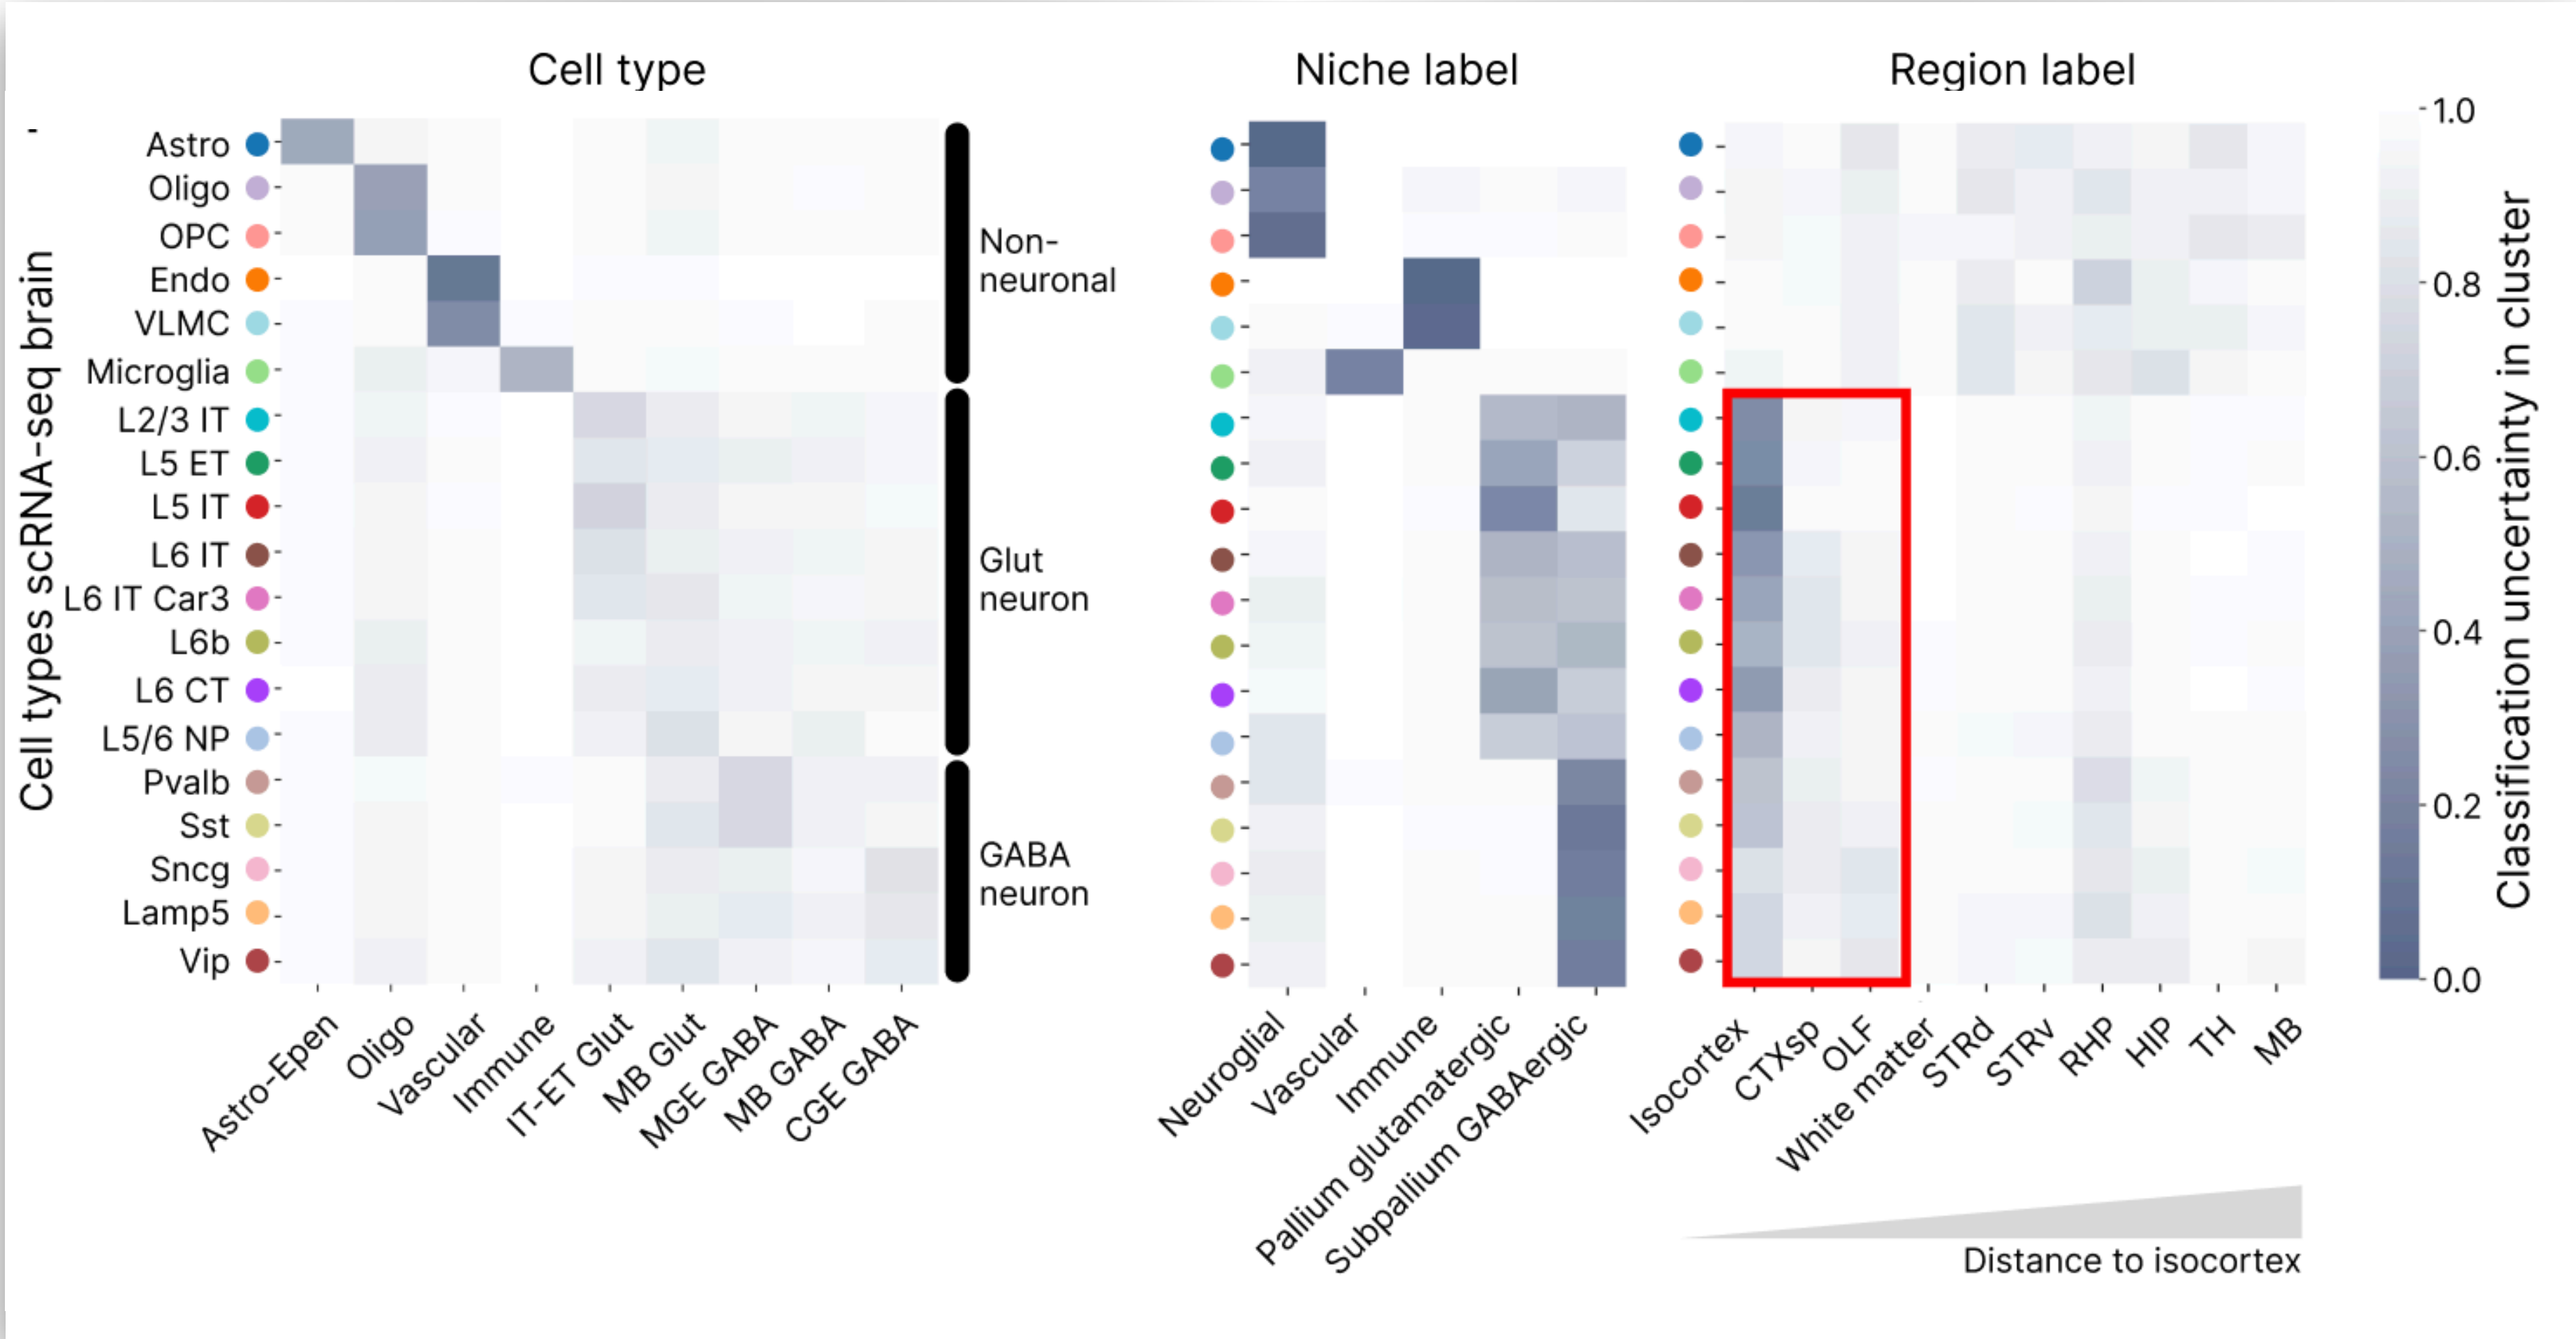 Cell type
Niche label
Region label
Cell types scRNA-seq brain
Astro
Oligo
OPC
Endo
VLMC
Microglia
L2/3 IT
L5 ET
L5 IT
L6 IT
L6 IT Car3
L6b
L6 CT
L5/6 NP
Pvalb
Sst
Sncg
Lamp5
Vip
Non-
neuronal
Glut
neuron
GABA
neuron
Astro-Epen
Oligo
Vascular
Immune
IT-ET Glut
MB Glut
MGE GABA
MB GABA
CGE GABA
Neuroglial
Vascular
Immune
Pallium glutamatergic
Subpallium GABAergic
Isocortex
CTXsp
OLF
White matter
STRd
STRv
RHP
HIP
TH
MB
Distance to isocortex
1.0
0.8
0.6
0.4
0.2
0.0
Classification uncertainty in cluster